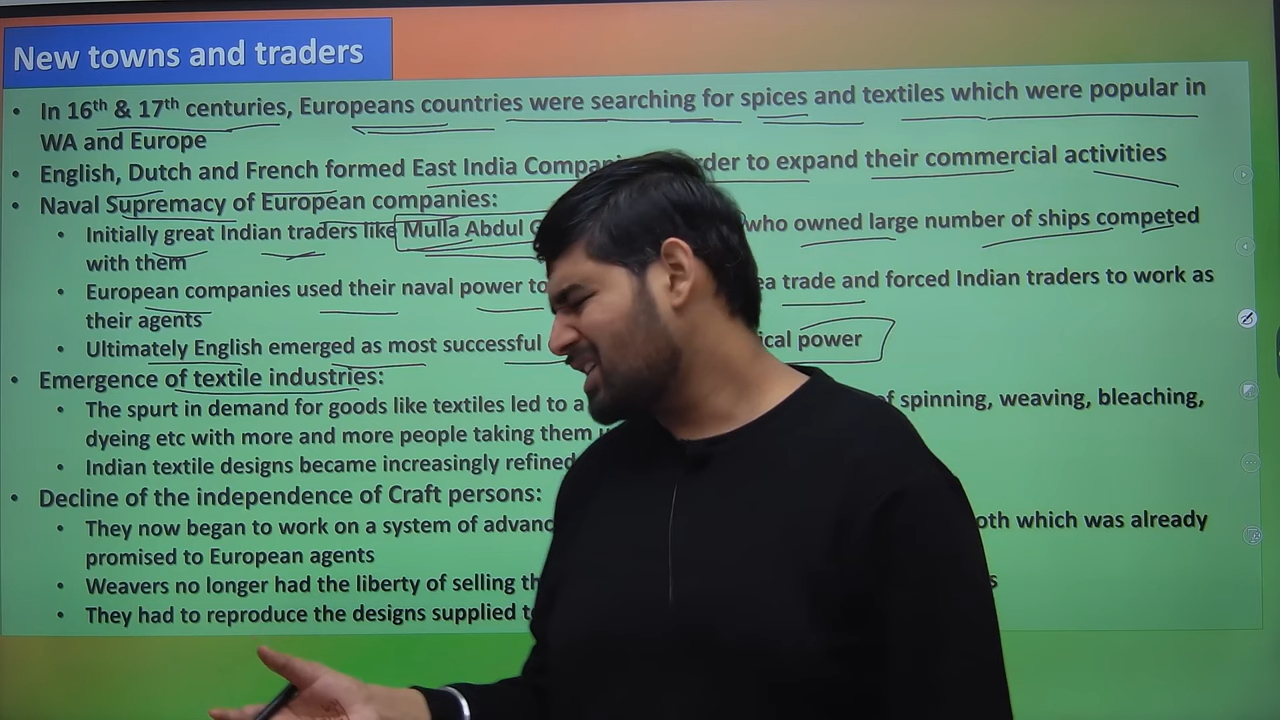 New towns and traders
• In 16th & 17th centuries, Europeans countries were searching for spices and textiles which were popular in
WA and Europe
• English, Dutch and French formed East India order to expand their commercial activities
• Naval Supremacy of European companies:
• Initially great Indian traders like Mulla Abdul who owned large number of ships competed
with them
• European companies used their naval power to trade and forced Indian traders to work as
their agents
• Ultimately English emerged as most successful power
• Emergence of textile industries:
• The spurt in demand for goods like textiles led to a of spinning, weaving, bleaching,
dyeing etc with more and more people taking them
• Indian textile designs became increasingly refined
• Decline of the independence of Craft persons:
• They now began to work on a system of which was already
promised to European agents
• Weavers no longer had the liberty of selling
• They had to reproduce the designs supplied